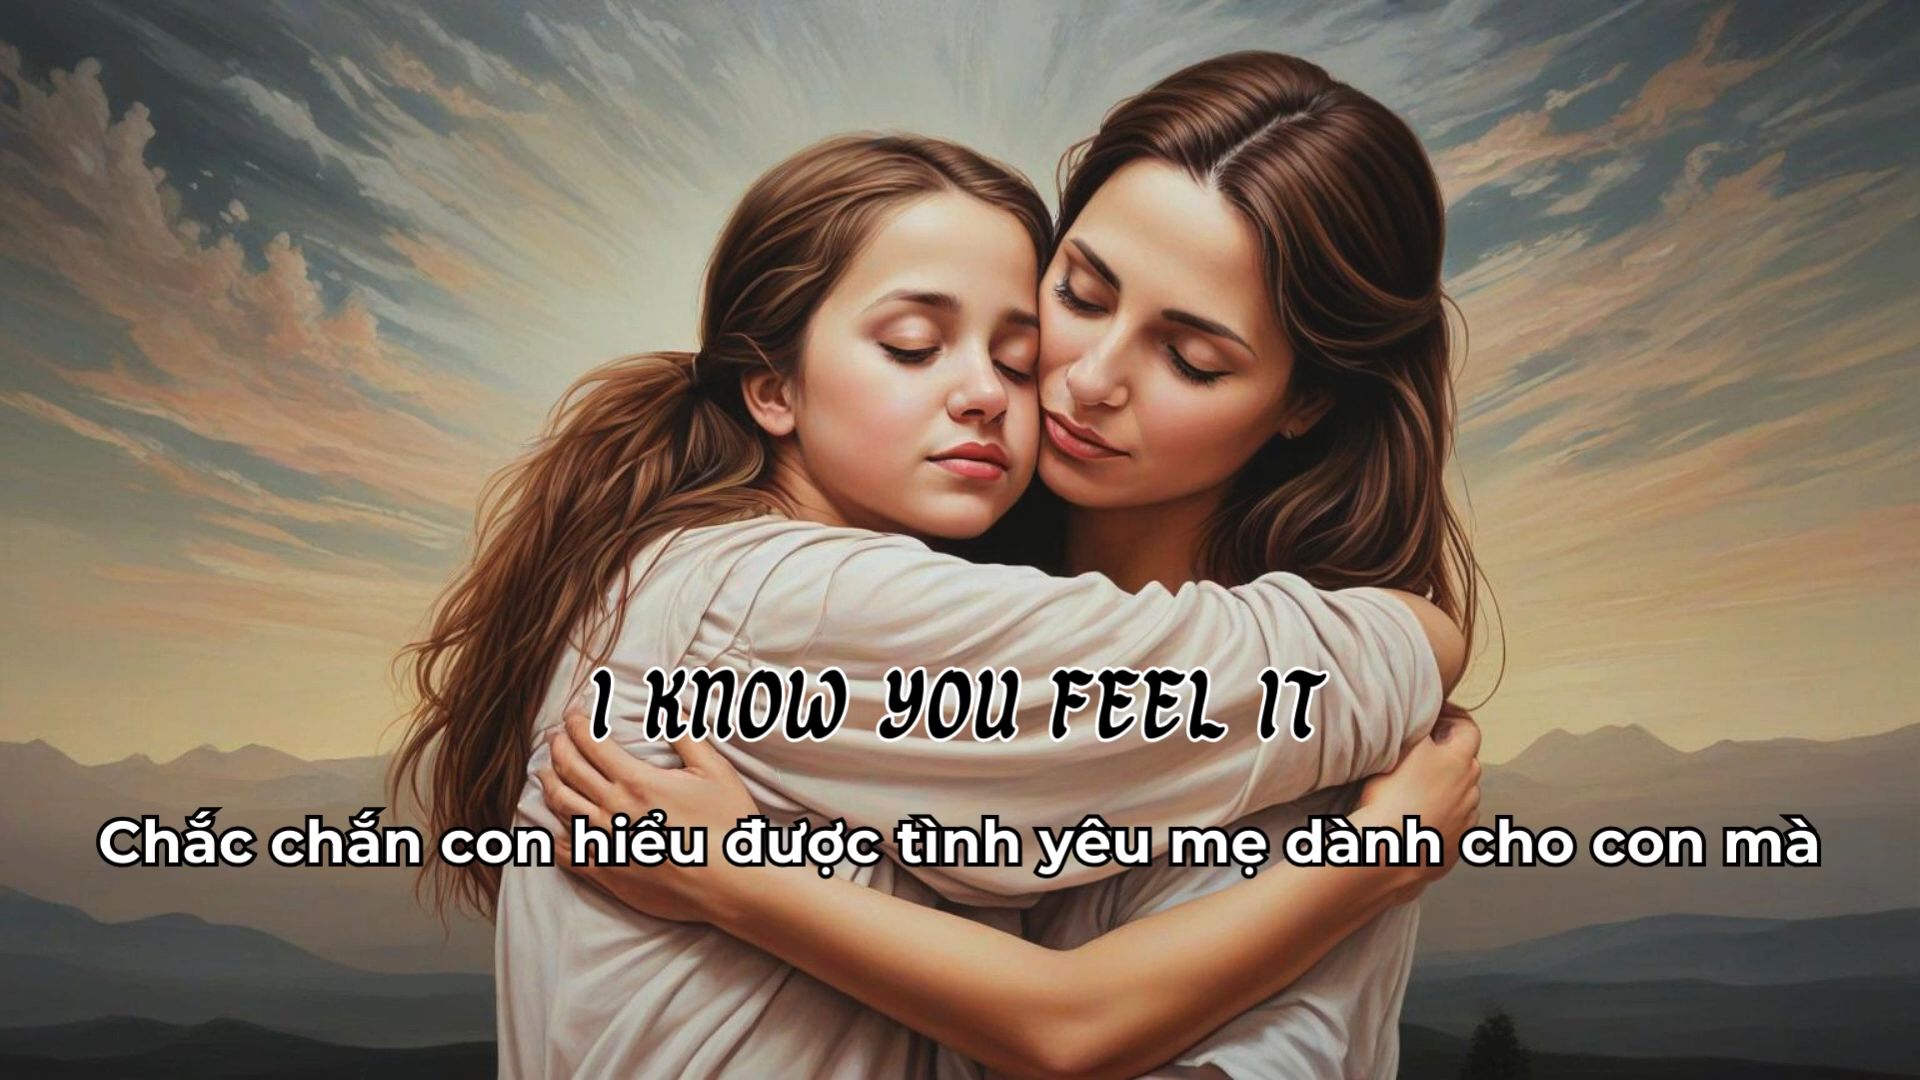 I KNOW YOU FEEL IT
Chắc chắn con hiểu được tình yêu mẹ dành cho con mà